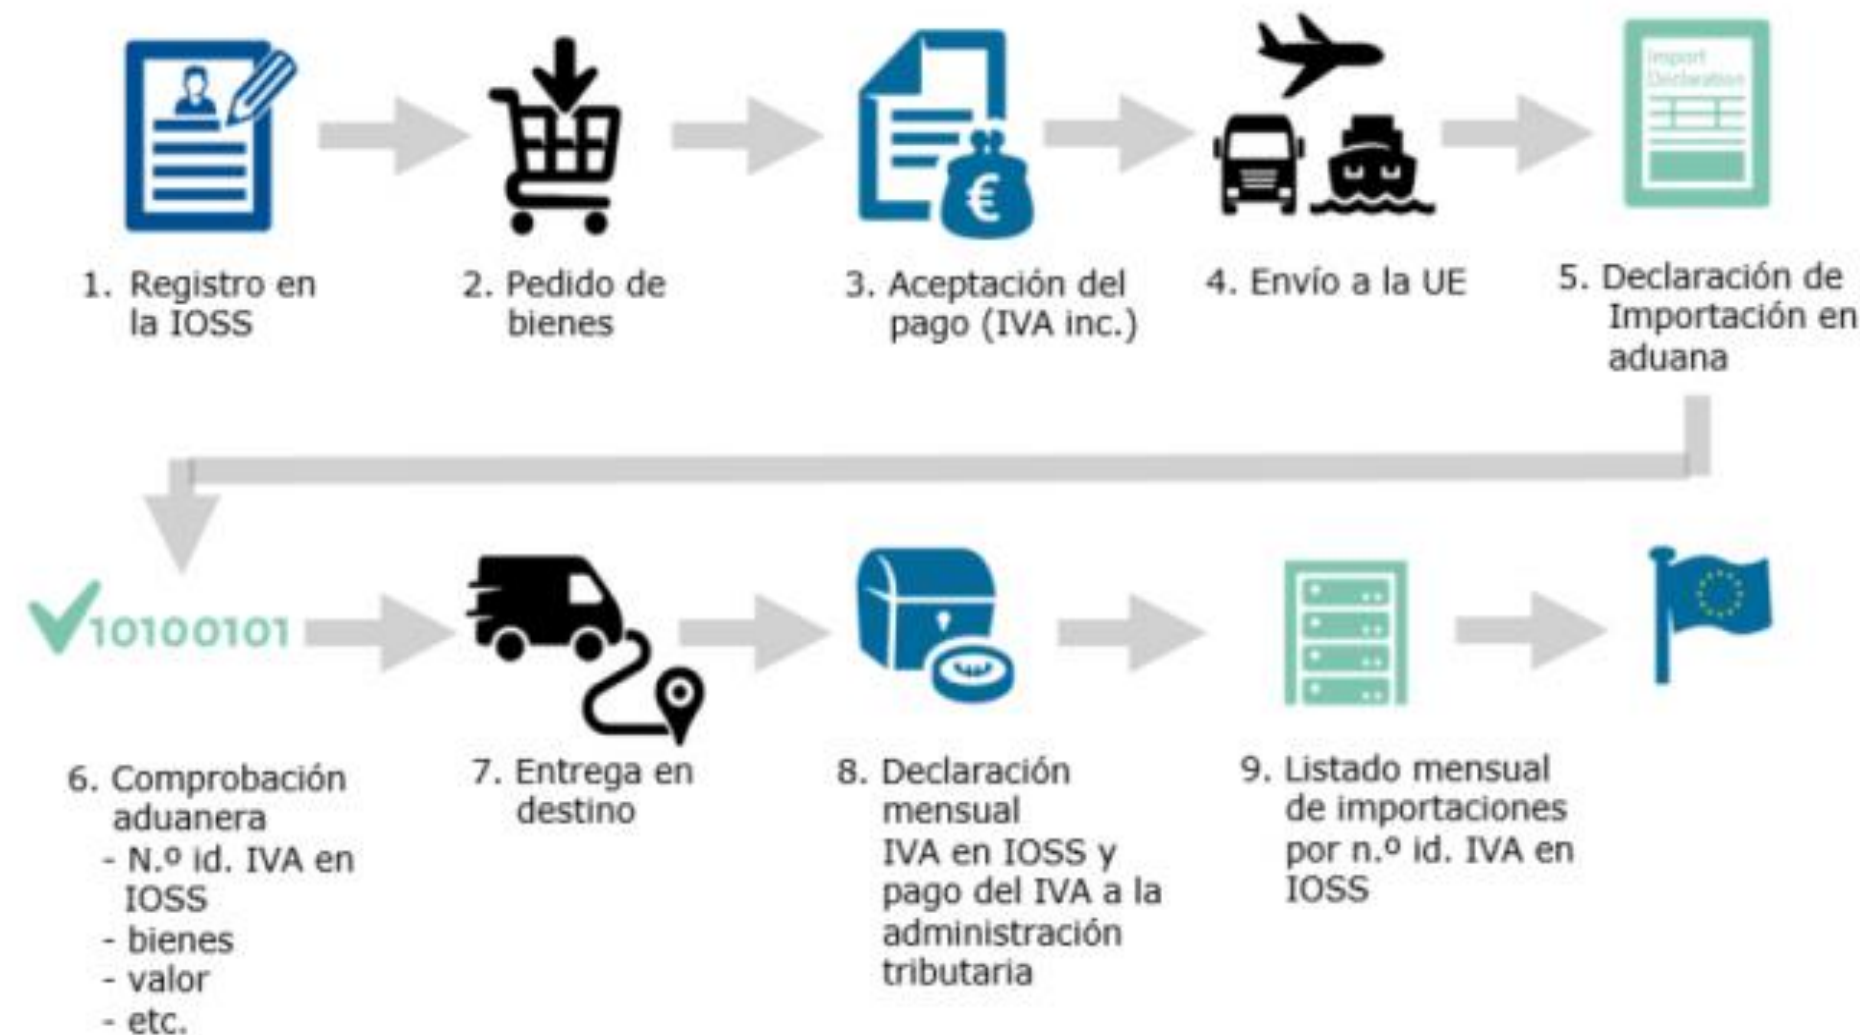 Import
Declaration
€
1. Registro en
la IOSS
2. Pedido de
bienes
3. Aceptación del
pago (IVA inc.)
4. Envío a la UE
5. Declaración de
Importación en
aduana
10100101
6. Comprobación
aduanera
- N.º id. IVA en
IOSS
- bienes
- valor
- etc.
7. Entrega en
destino
8. Declaración
mensual
IVA en IOSS y
pago del IVA a la
administración
tributaria
9. Listado mensual
de importaciones
por n.º id. IVA en
IOSS